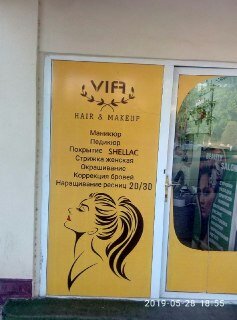 VIA
HAIR & MAKEUP
Маникюр
Педикюр
Покрытие SHELLAC
Стрижка женская
Окрашивание
Коррекция бровей
Наращивание ресниц 2D/3D
2019-05-28 18:55